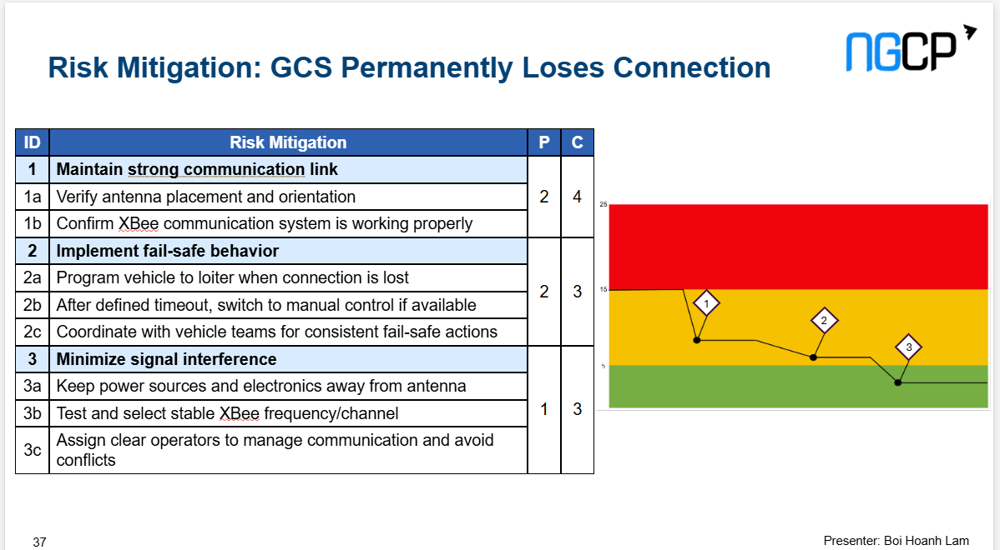 Risk Mitigation: GCS Permanently Loses Connection
NGCP
ID Risk Mitigation P C
1 Maintain strong communication link
1a Verify antenna placement and orientation 2 4
1b Confirm XBee communication system is working properly
2 Implement fail-safe behavior
2a Program vehicle to loiter when connection is lost
2b After defined timeout, switch to manual control if available 2 3
2c Coordinate with vehicle teams for consistent fail-safe actions
3 Minimize signal interference
3a Keep power sources and electronics away from antenna
3b Test and select stable XBee frequency/channel 1 3
3c Assign clear operators to manage communication and avoid
conflicts
25
15
5
1
2
3
37
Presenter: Boi Hoanh Lam